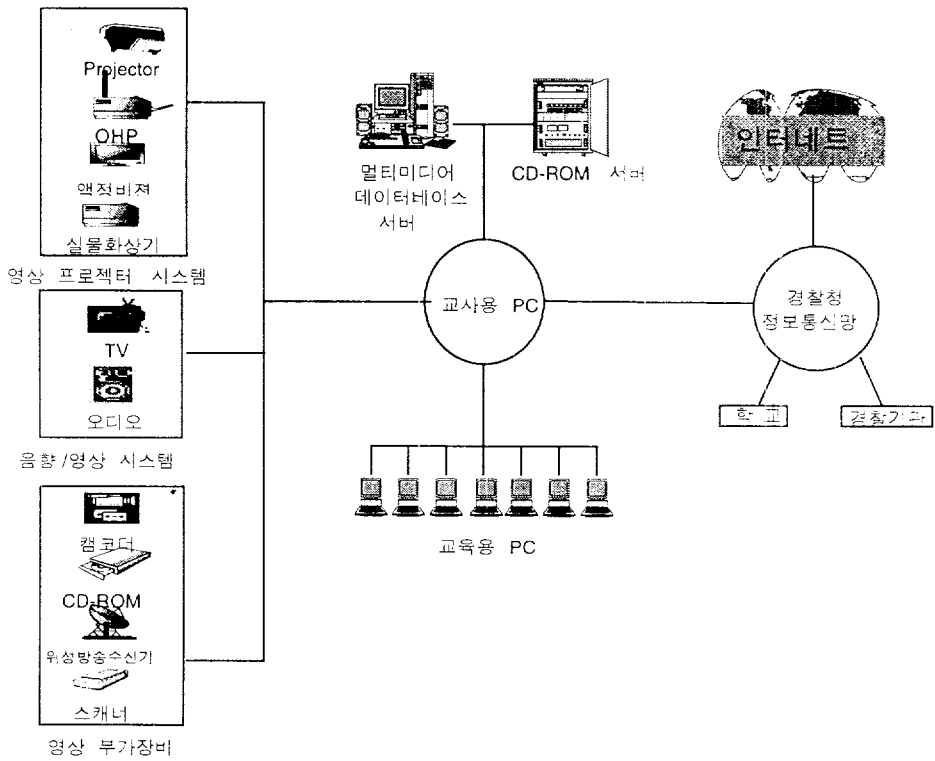 Projector
OHP
액정비젼
실물화상기
영상 프로젝터 시스템
TV
오디오
음향/영상 시스템
캠코더
CD-ROM
위성방송수신기
스캐너
영상 부가장비
멀티미디어
데이터베이스
서버
CD-ROM 서버
교사용 PC
교육용 PC
인터네트
경찰청
정보통신망
학교
경찰기관